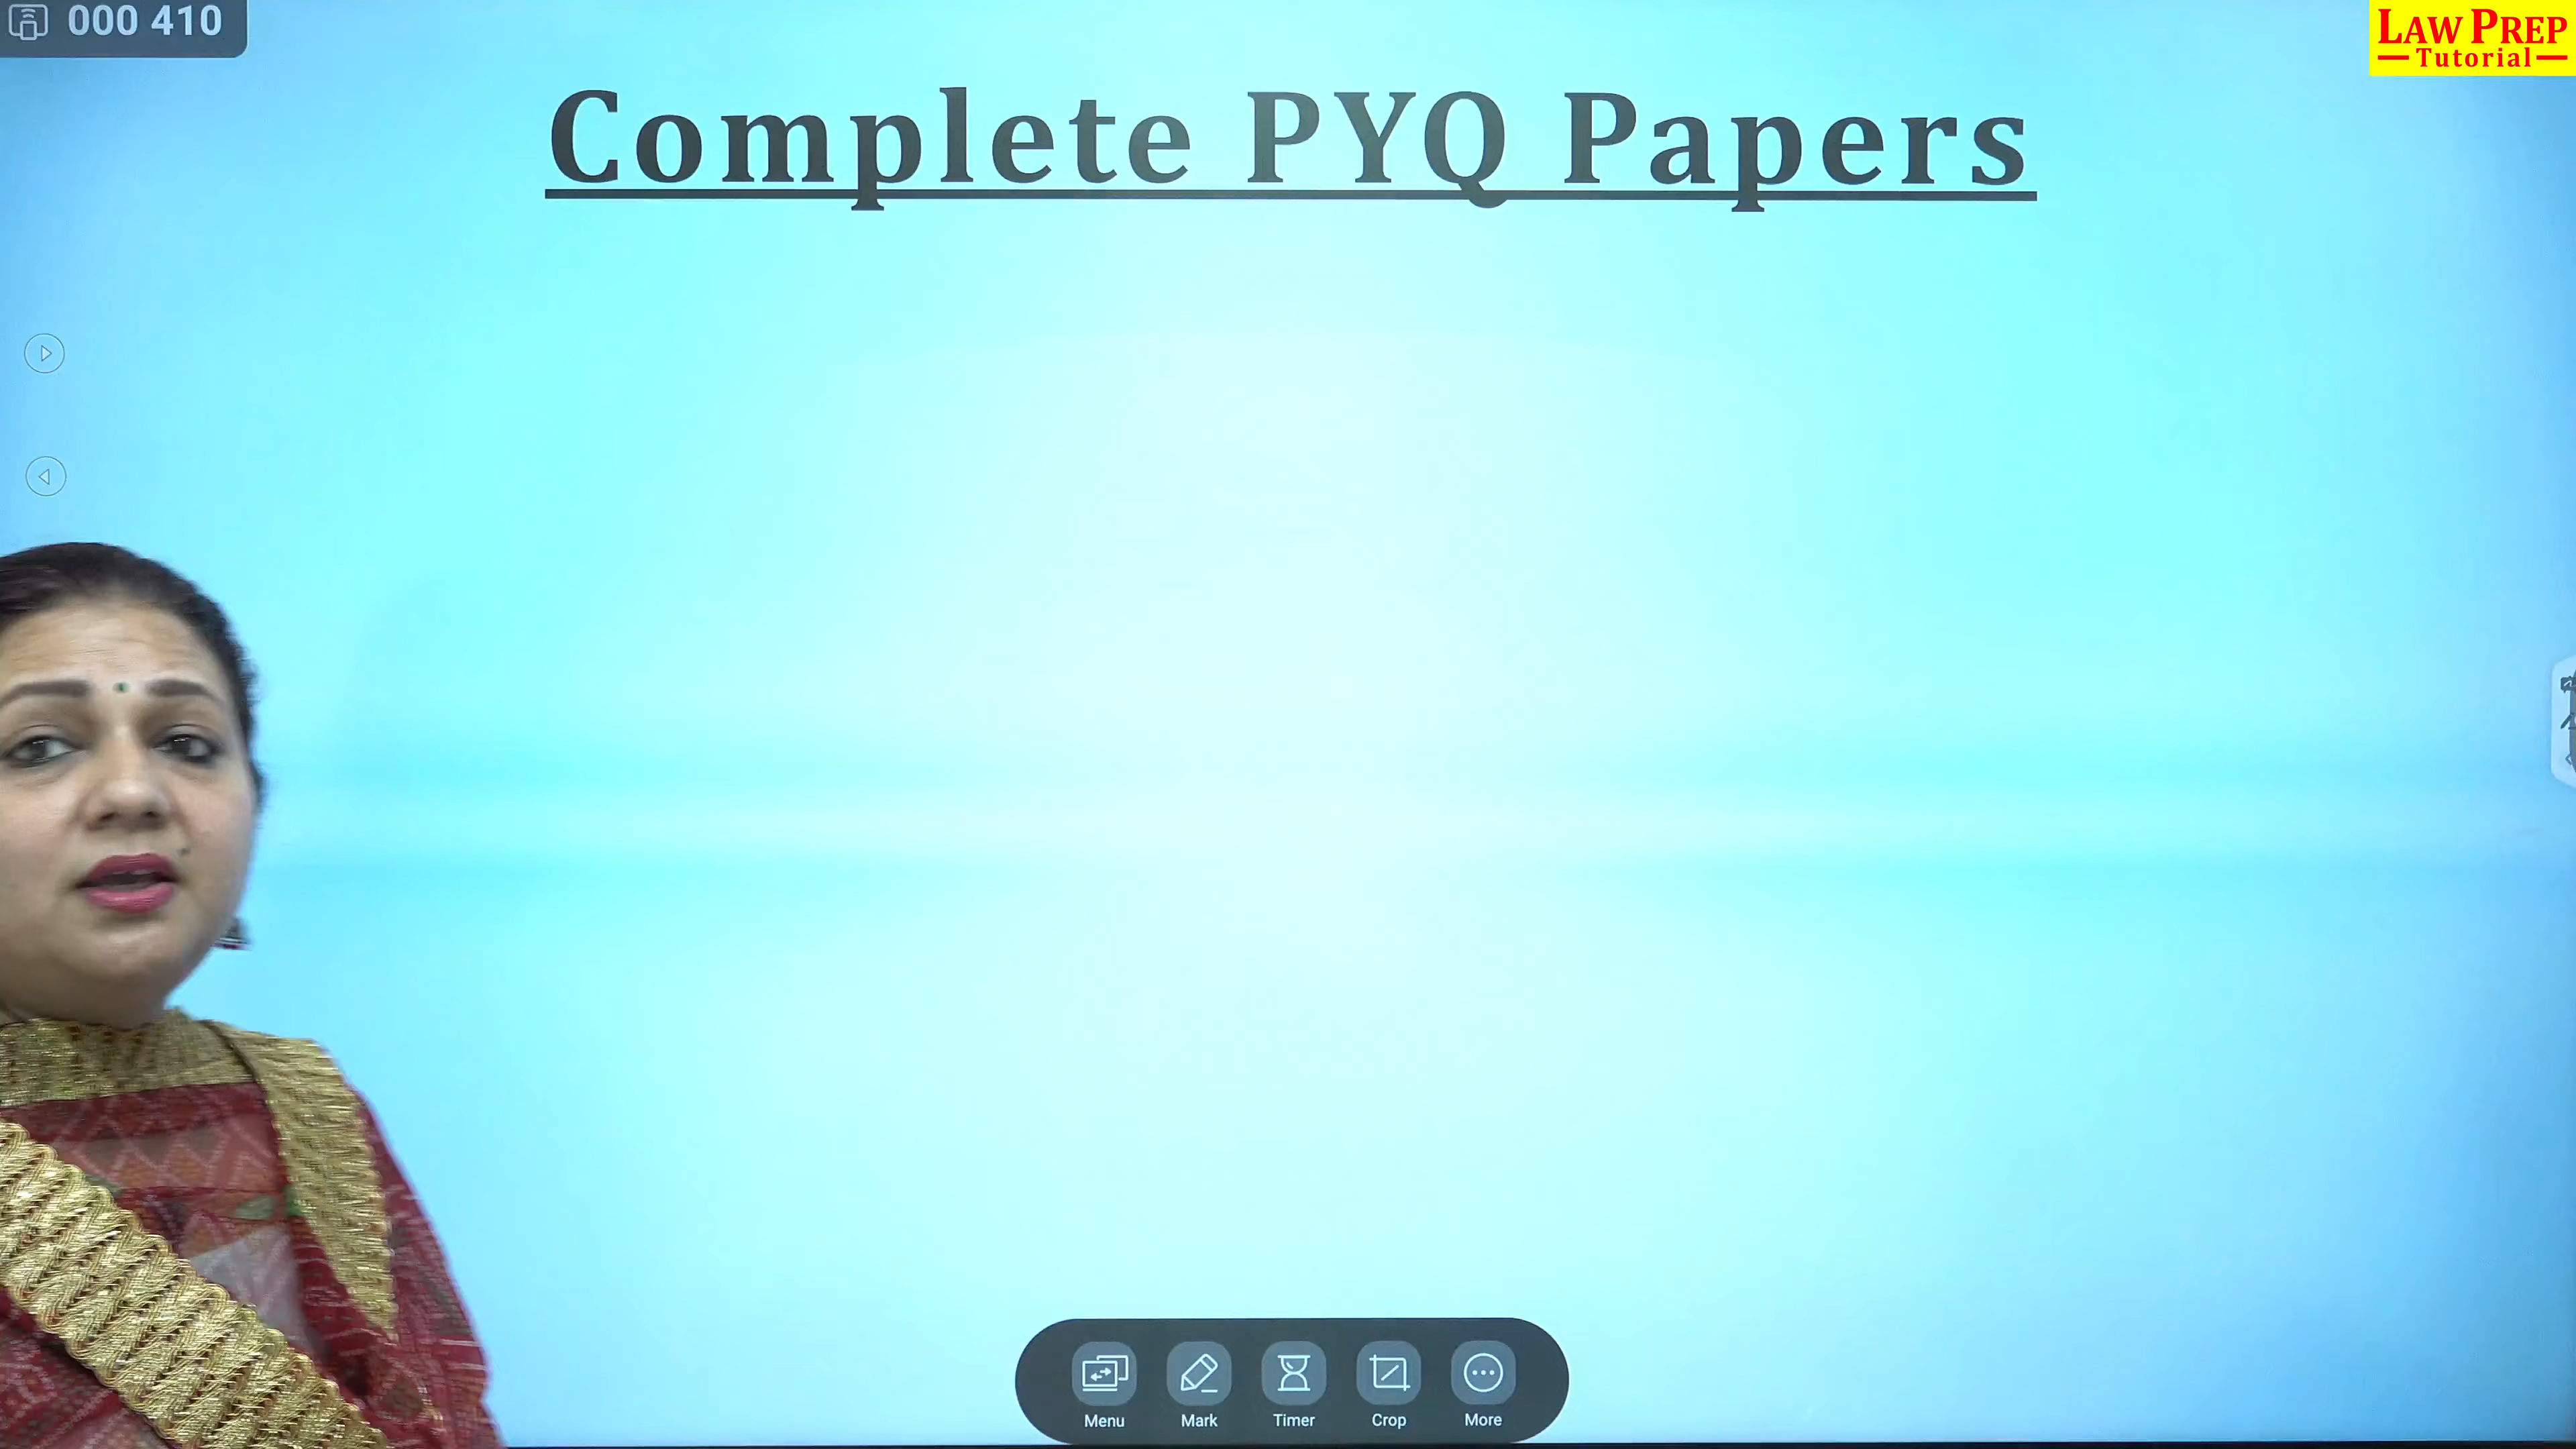 000 410
LAW PREP
Tutorial
Complete PYQ Papers
Menu Mark Timer Crop More